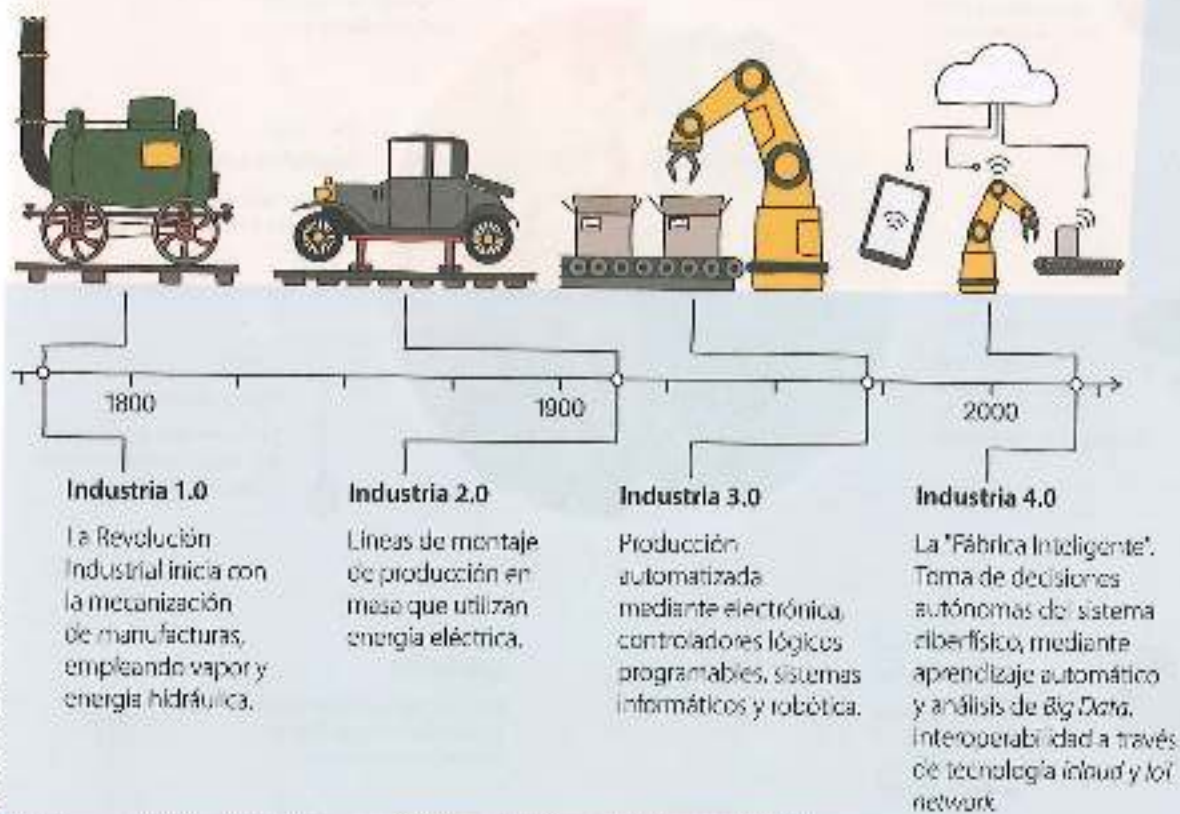 1800
1900
2000
Industria 1.0
La Revolución
Industrial inicia con
la mecanización
de manufacturas,
empleando vapor y
energía hidráulica.
Industria 2.0
Líneas de montaje
de producción en
masa que utilizan
energía eléctrica.
Industria 3.0
Producción
automatizada
mediante electrónica,
controladores lógicos
programables, sistemas
informáticos y robótica.
Industria 4.0
La "Fábrica Inteligente".
Toma de decisiones
autónomas del sistema
ciberfísico, mediante
aprendizaje automático
y análisis de Big Data.
Interoperabilidad a través
de tecnología icloud y IoT
network.